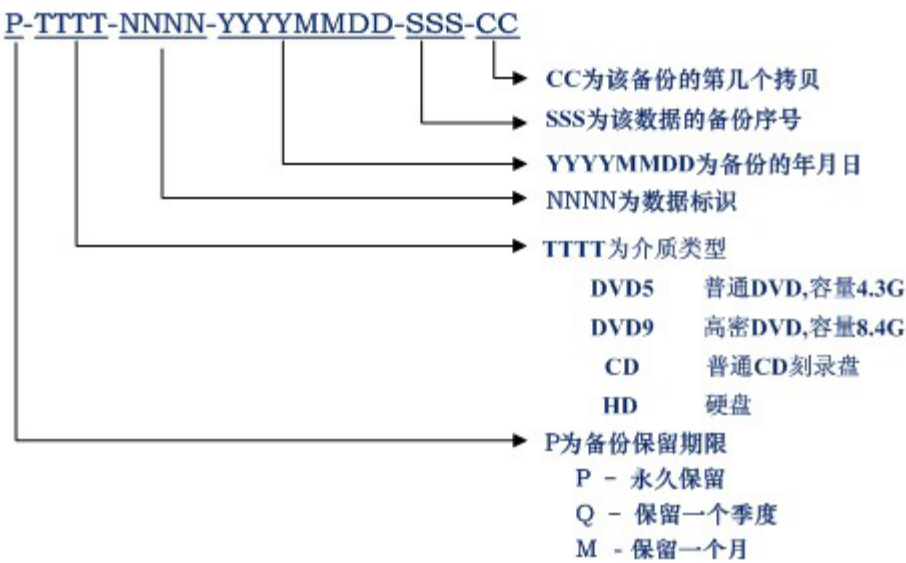 P-TTTT-NNNN-YYYYMMDD-SSS-CC
CC为该备份的第几个拷贝
SSS为该数据的备份序号
YYYYMMDD为备份的年月日
NNNN为数据标识
TTTT为介质类型
DVD5 普通DVD,容量4.3G
DVD9 高密DVD,容量8.4G
CD 普通CD刻录盘
HD 硬盘
P为备份保留期限
P - 永久保留
Q - 保留一个季度
M - 保留一个月